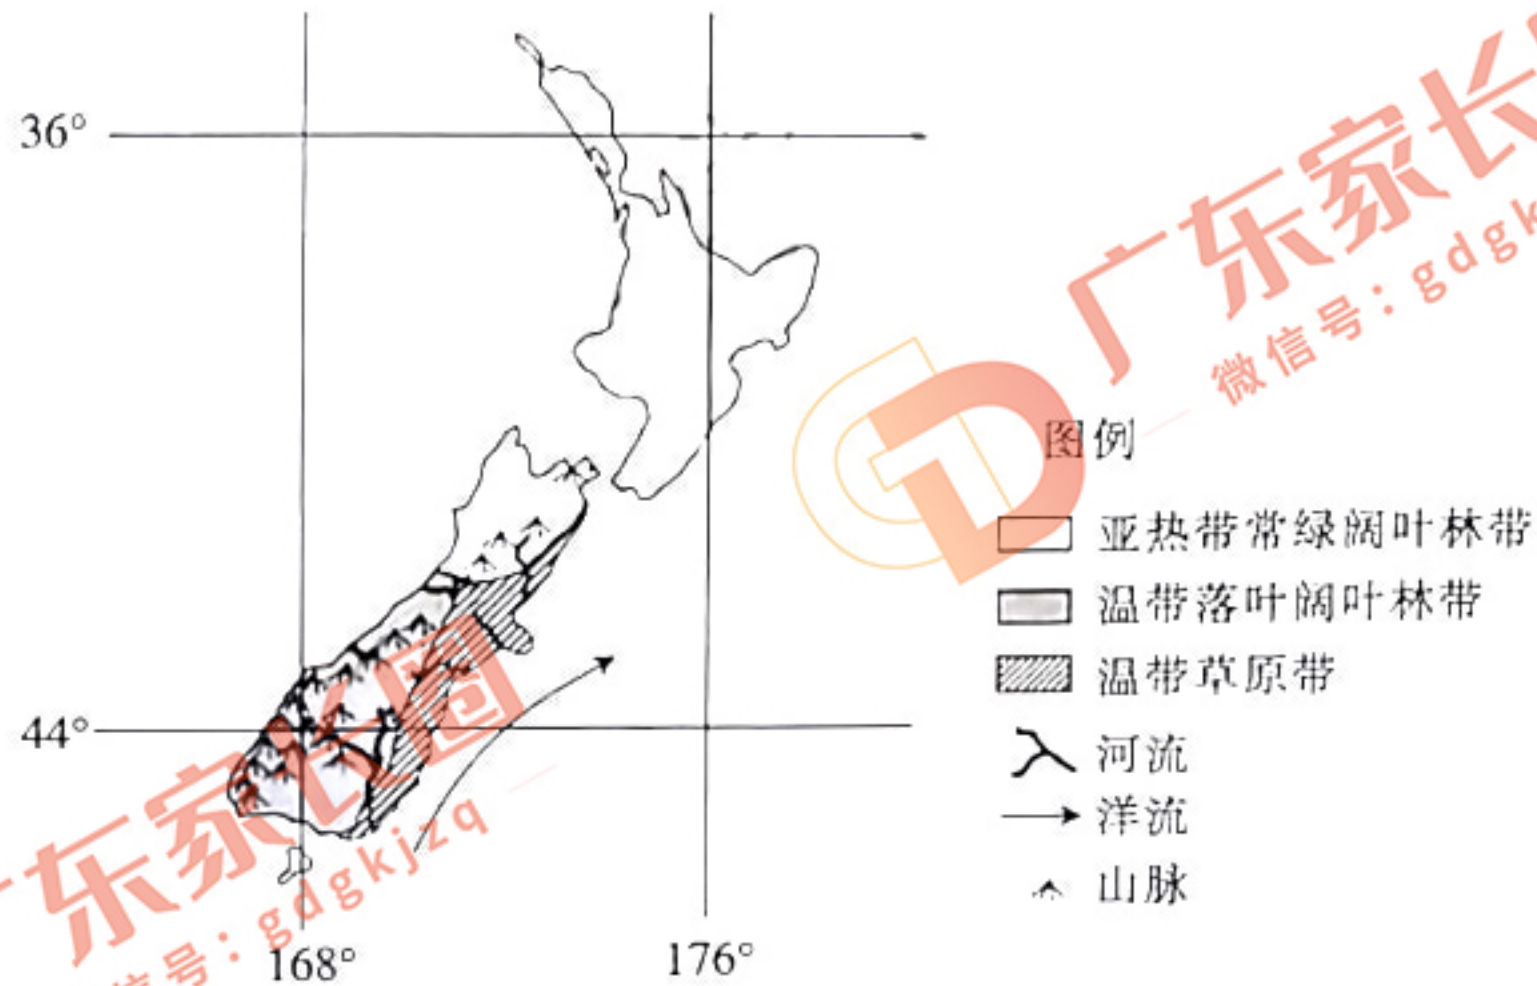 36°
44°
168°
176°
图例
亚热带常绿阔叶林带
温带落叶阔叶林带
温带草原带
河流
洋流
山脉
广东家长
微信号：gdgk
东家长圈
信号：gdgkjzq